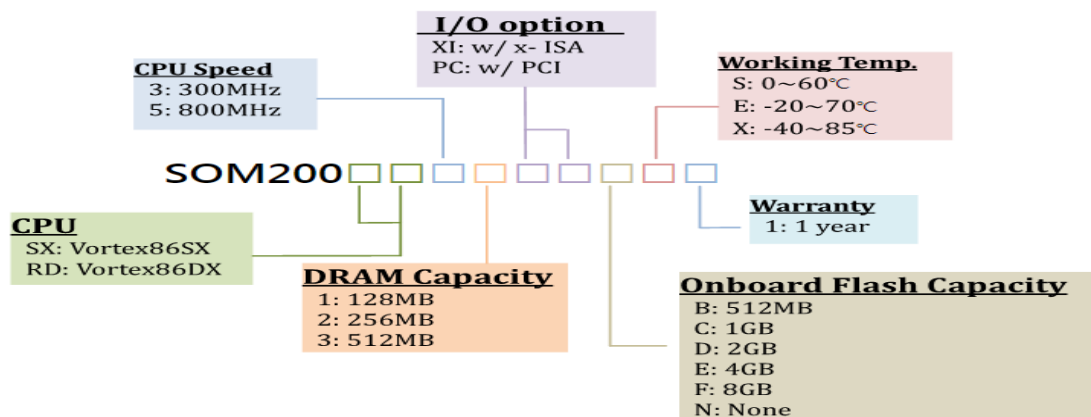 I/O option
XI: w/ x- ISA
PC: w/ PCI
CPU Speed
3: 300MHz
5: 800MHz
Working Temp.
S: 0~60℃
E: -20~70℃
X: -40~85℃
SOM200□□□□□□□□□
CPU
SX: Vortex86SX
RD: Vortex86DX
Warranty
1: 1 year
DRAM Capacity
1: 128MB
2: 256MB
3: 512MB
Onboard Flash Capacity
B: 512MB
C: 1GB
D: 2GB
E: 4GB
F: 8GB
N: None